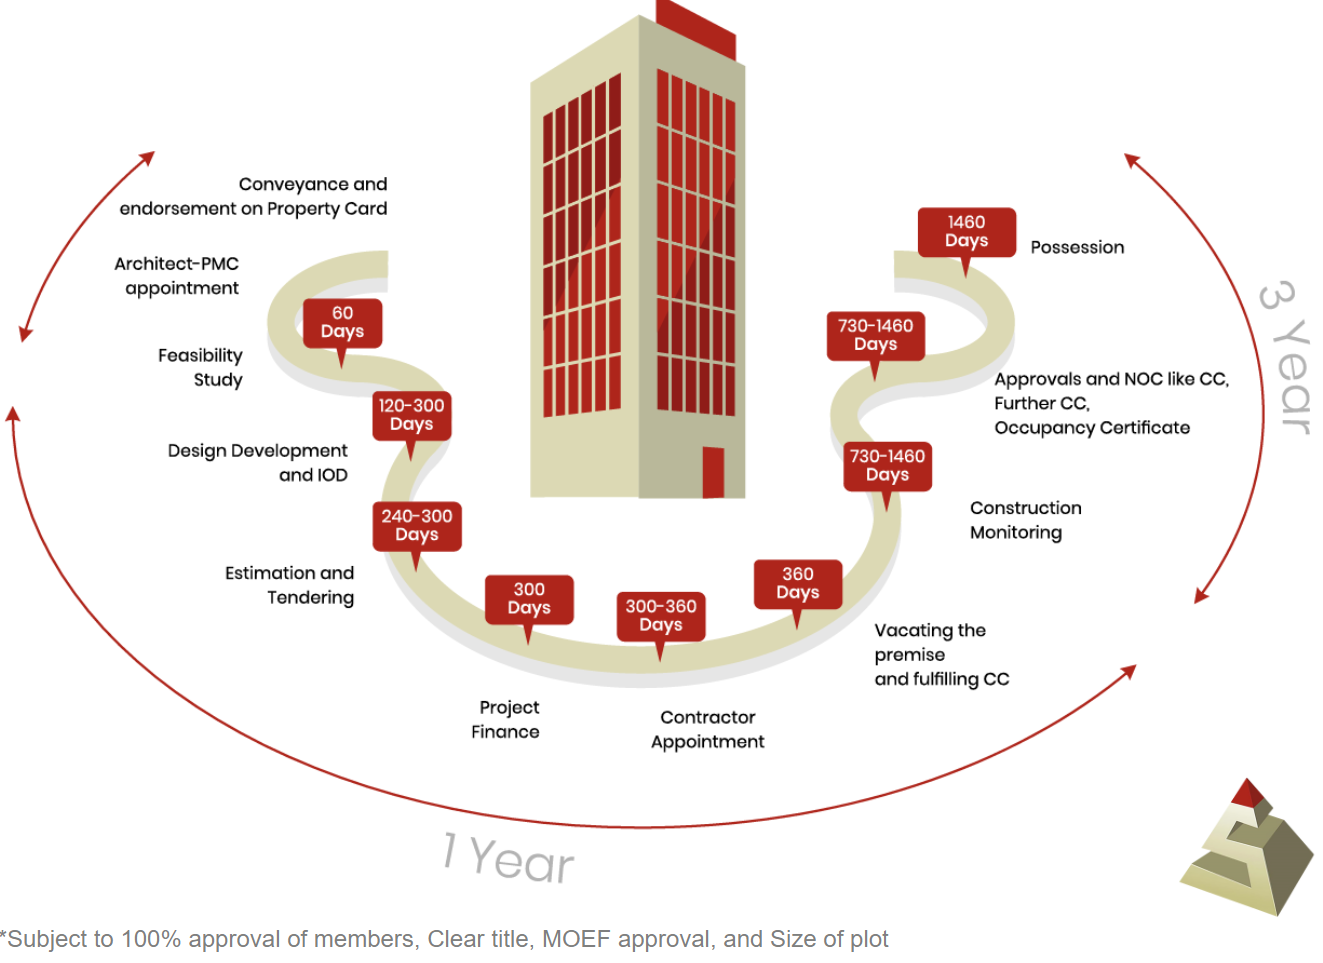 Conveyance and
endorsement on Property Card
Architect-PMC
appointment
60
Days
Feasibility
Study
120-300
Days
Design Development
and IOD
240-300
Days
Estimation and
Tendering
300
Days
Project
Finance
300-360
Days
Contractor
Appointment
360
Days
Vacating the
premise
and fulfilling CC
730-1460
Days
Construction
Monitoring
730-1460
Days
Approvals and NOC like CC,
Further CC,
Occupancy Certificate
1460
Days
Possession
3 Year
1 Year
*Subject to 100% approval of members, Clear title, MOEF approval, and Size of plot